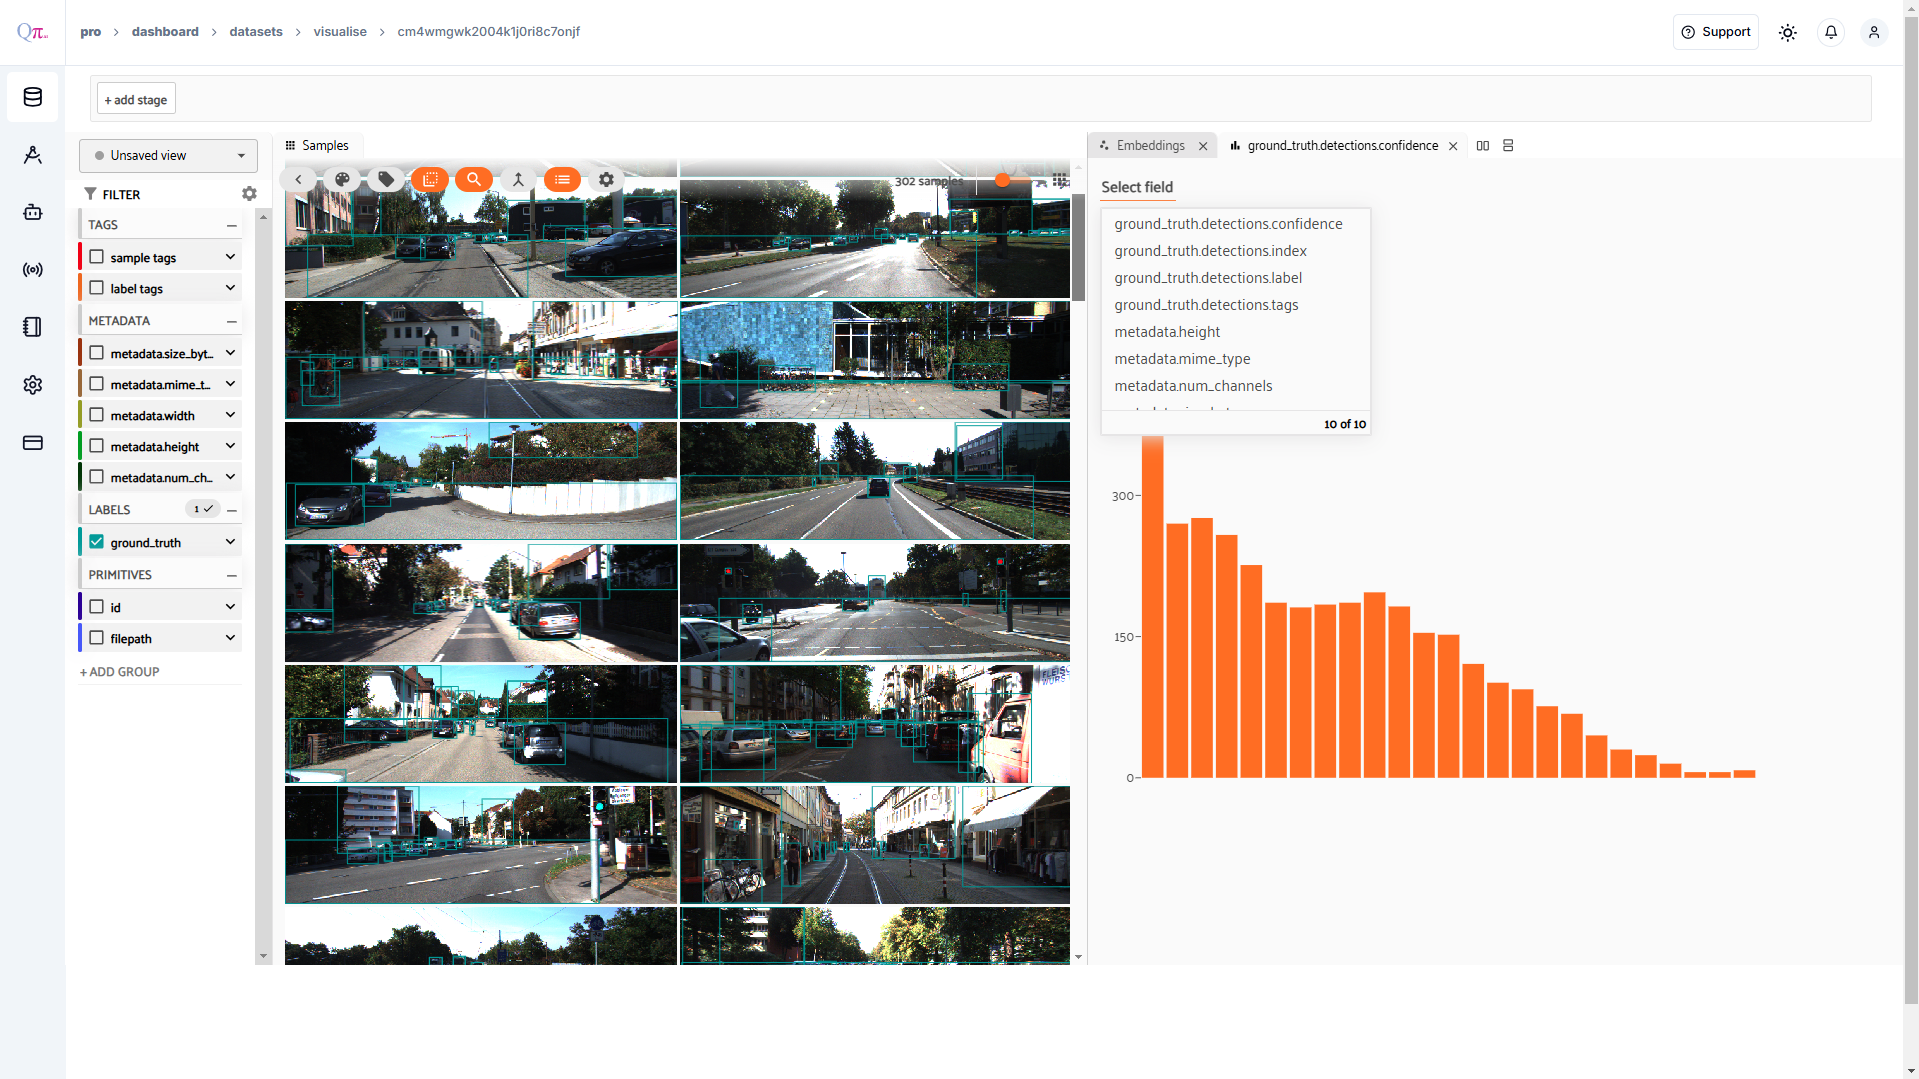 Qπ.ai
pro > dashboard > datasets > visualise > cm4wmgwk2004k1j0ri8c7onjf
Support
+ add stage
Unsaved view
FILTER
TAGS
sample tags
label tags
METADATA
metadata.size_byt...
metadata.mime_t...
metadata.width
metadata.height
metadata.num_ch...
LABELS
1
ground_truth
PRIMITIVES
id
filepath
+ ADD GROUP
Samples
302 samples
Embeddings
ground_truth.detections.confidence
Select field
ground_truth.detections.confidence
ground_truth.detections.index
ground_truth.detections.label
ground_truth.detections.tags
metadata.height
metadata.mime_type
metadata.num_channels
10 of 10
300
150
0